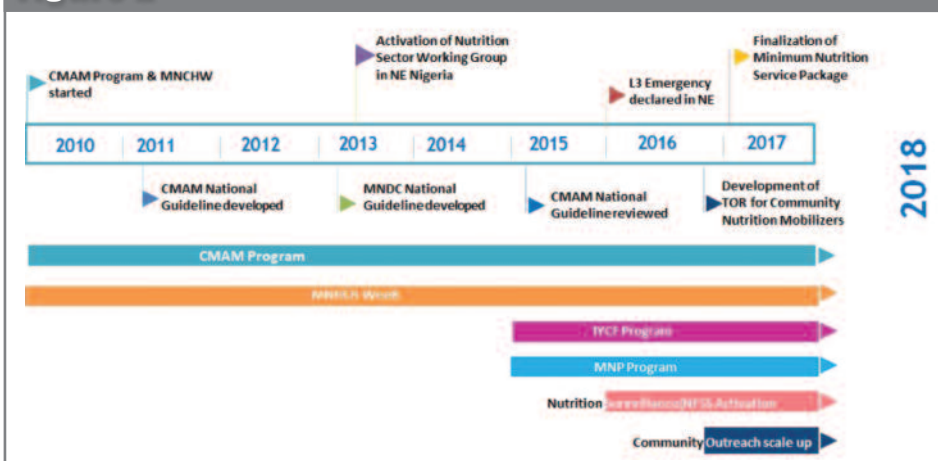 Activation of Nutrition
Sector Working Group
in NE Nigeria
Finalization of
Minimum Nutrition
Service Package
CMAM Program & MNCHW
started
L3 Emergency
declared in NE
2010 2011 2012 2013 2014 2015 2016 2017
2018
CMAM National
Guideline developed
MNDC National
Guideline developed
CMAM National
Guideline reviewed
Development of
TOR for Community
Nutrition Mobilizers
CMAM Program
IYCF Program
MNP Program
Nutrition Surveillance/NFSS Activation
Community Outreach scale up